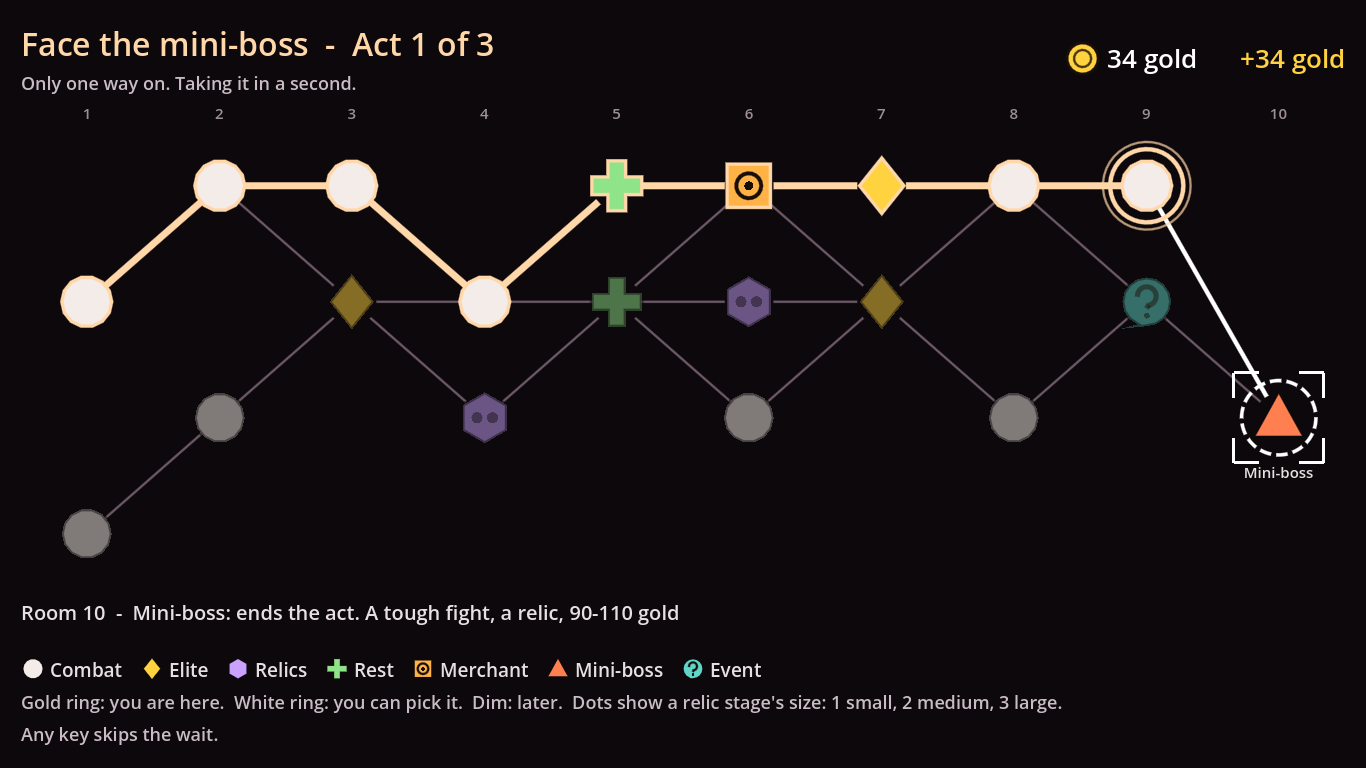 Face the mini-boss - Act 1 of 3
34 gold +34 gold
Only one way on. Taking it in a second.
1 2 3 4 5 6 7 8 9 10
?
Mini-boss
Room 10 - Mini-boss: ends the act. A tough fight, a relic, 90-110 gold
Combat Elite Relics Rest Merchant Mini-boss ? Event
Gold ring: you are here. White ring: you can pick it. Dim: later. Dots show a relic stage's size: 1 small, 2 medium, 3 large.
Any key skips the wait.